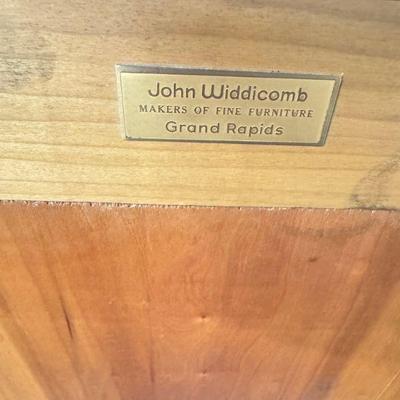 John Widdicomb
MAKERS OF FINE FURNITURE
Grand Rapids